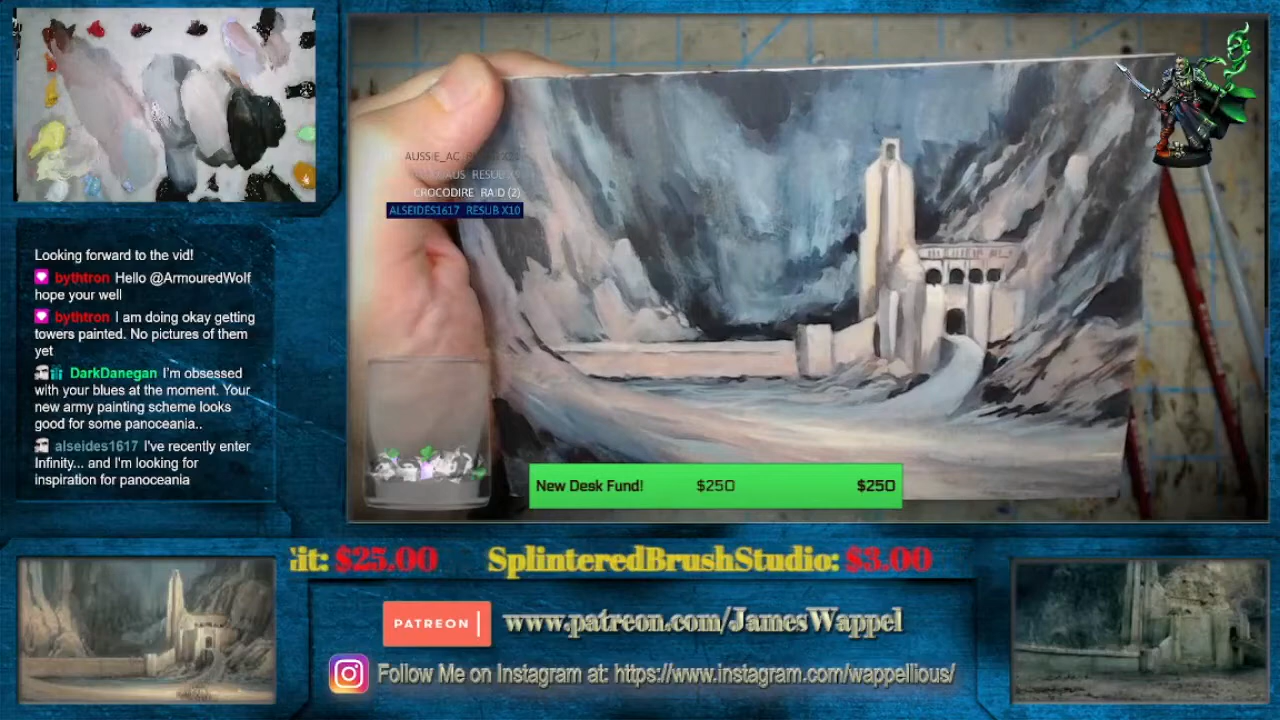 Looking forward to the vid!
bythtron Hello @ArmouredWolf
hope your well
bythtron I am doing okay getting
towers painted. No pictures of them
yet
DarkDanegan I'm obsessed
with your blues at the moment. Your
new army painting scheme looks
good for some panoceania..
alseides1617 I've recently enter
Infinity... and I'm looking for
inspiration for panoceania
AUSSIE_AC
RESUB
CROCODIRE RAID (2)
ALSEIDES1617 RESUB X10
New Desk Fund! $250 $250
it: $25.00 SplinteredBrushStudio: $3.00
PATREON www.patreon.com/JamesWappel
Follow Me on Instagram at: https://www.instagram.com/wappellious/